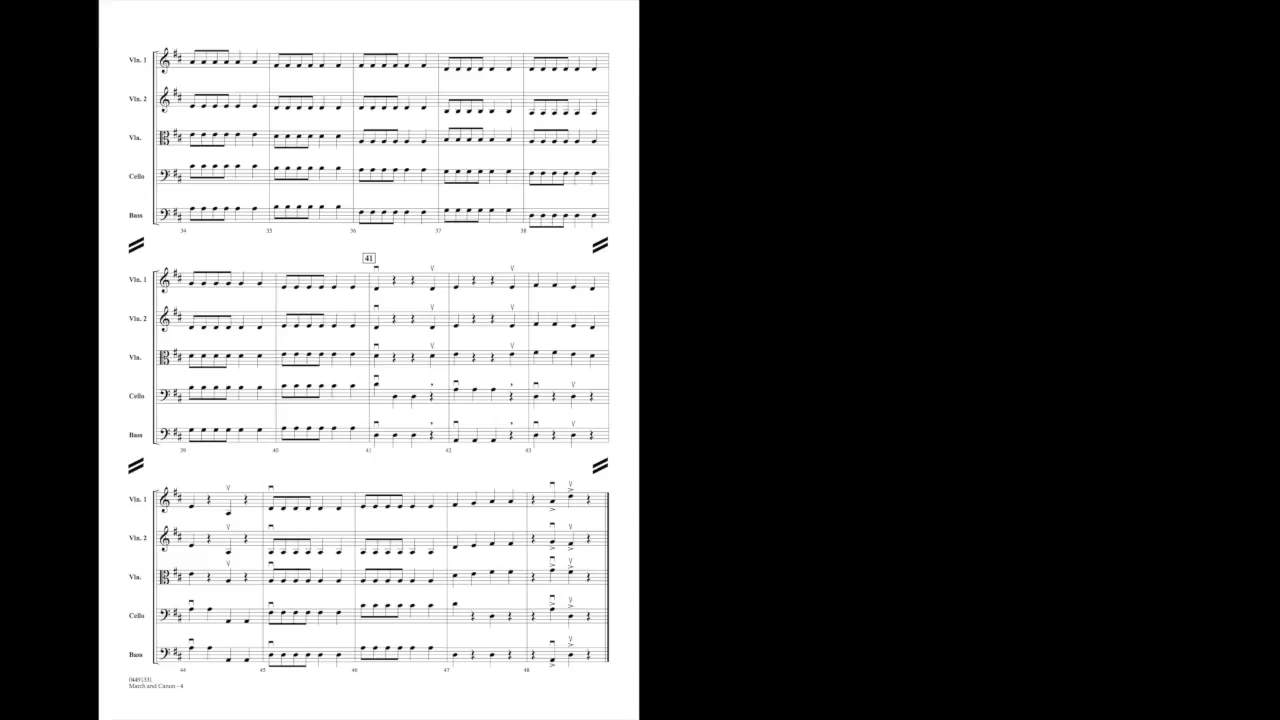 Vln. 1
Vln. 2
Vla.
Cello
Bass
34 35 36 37 38
41
Vln. 1
Vln. 2
Vla.
Cello
Bass
39 40 41 42 43
Vln. 1
Vln. 2
Vla.
Cello
Bass
44 45 46 47 48
04491331
March and Canon - 4